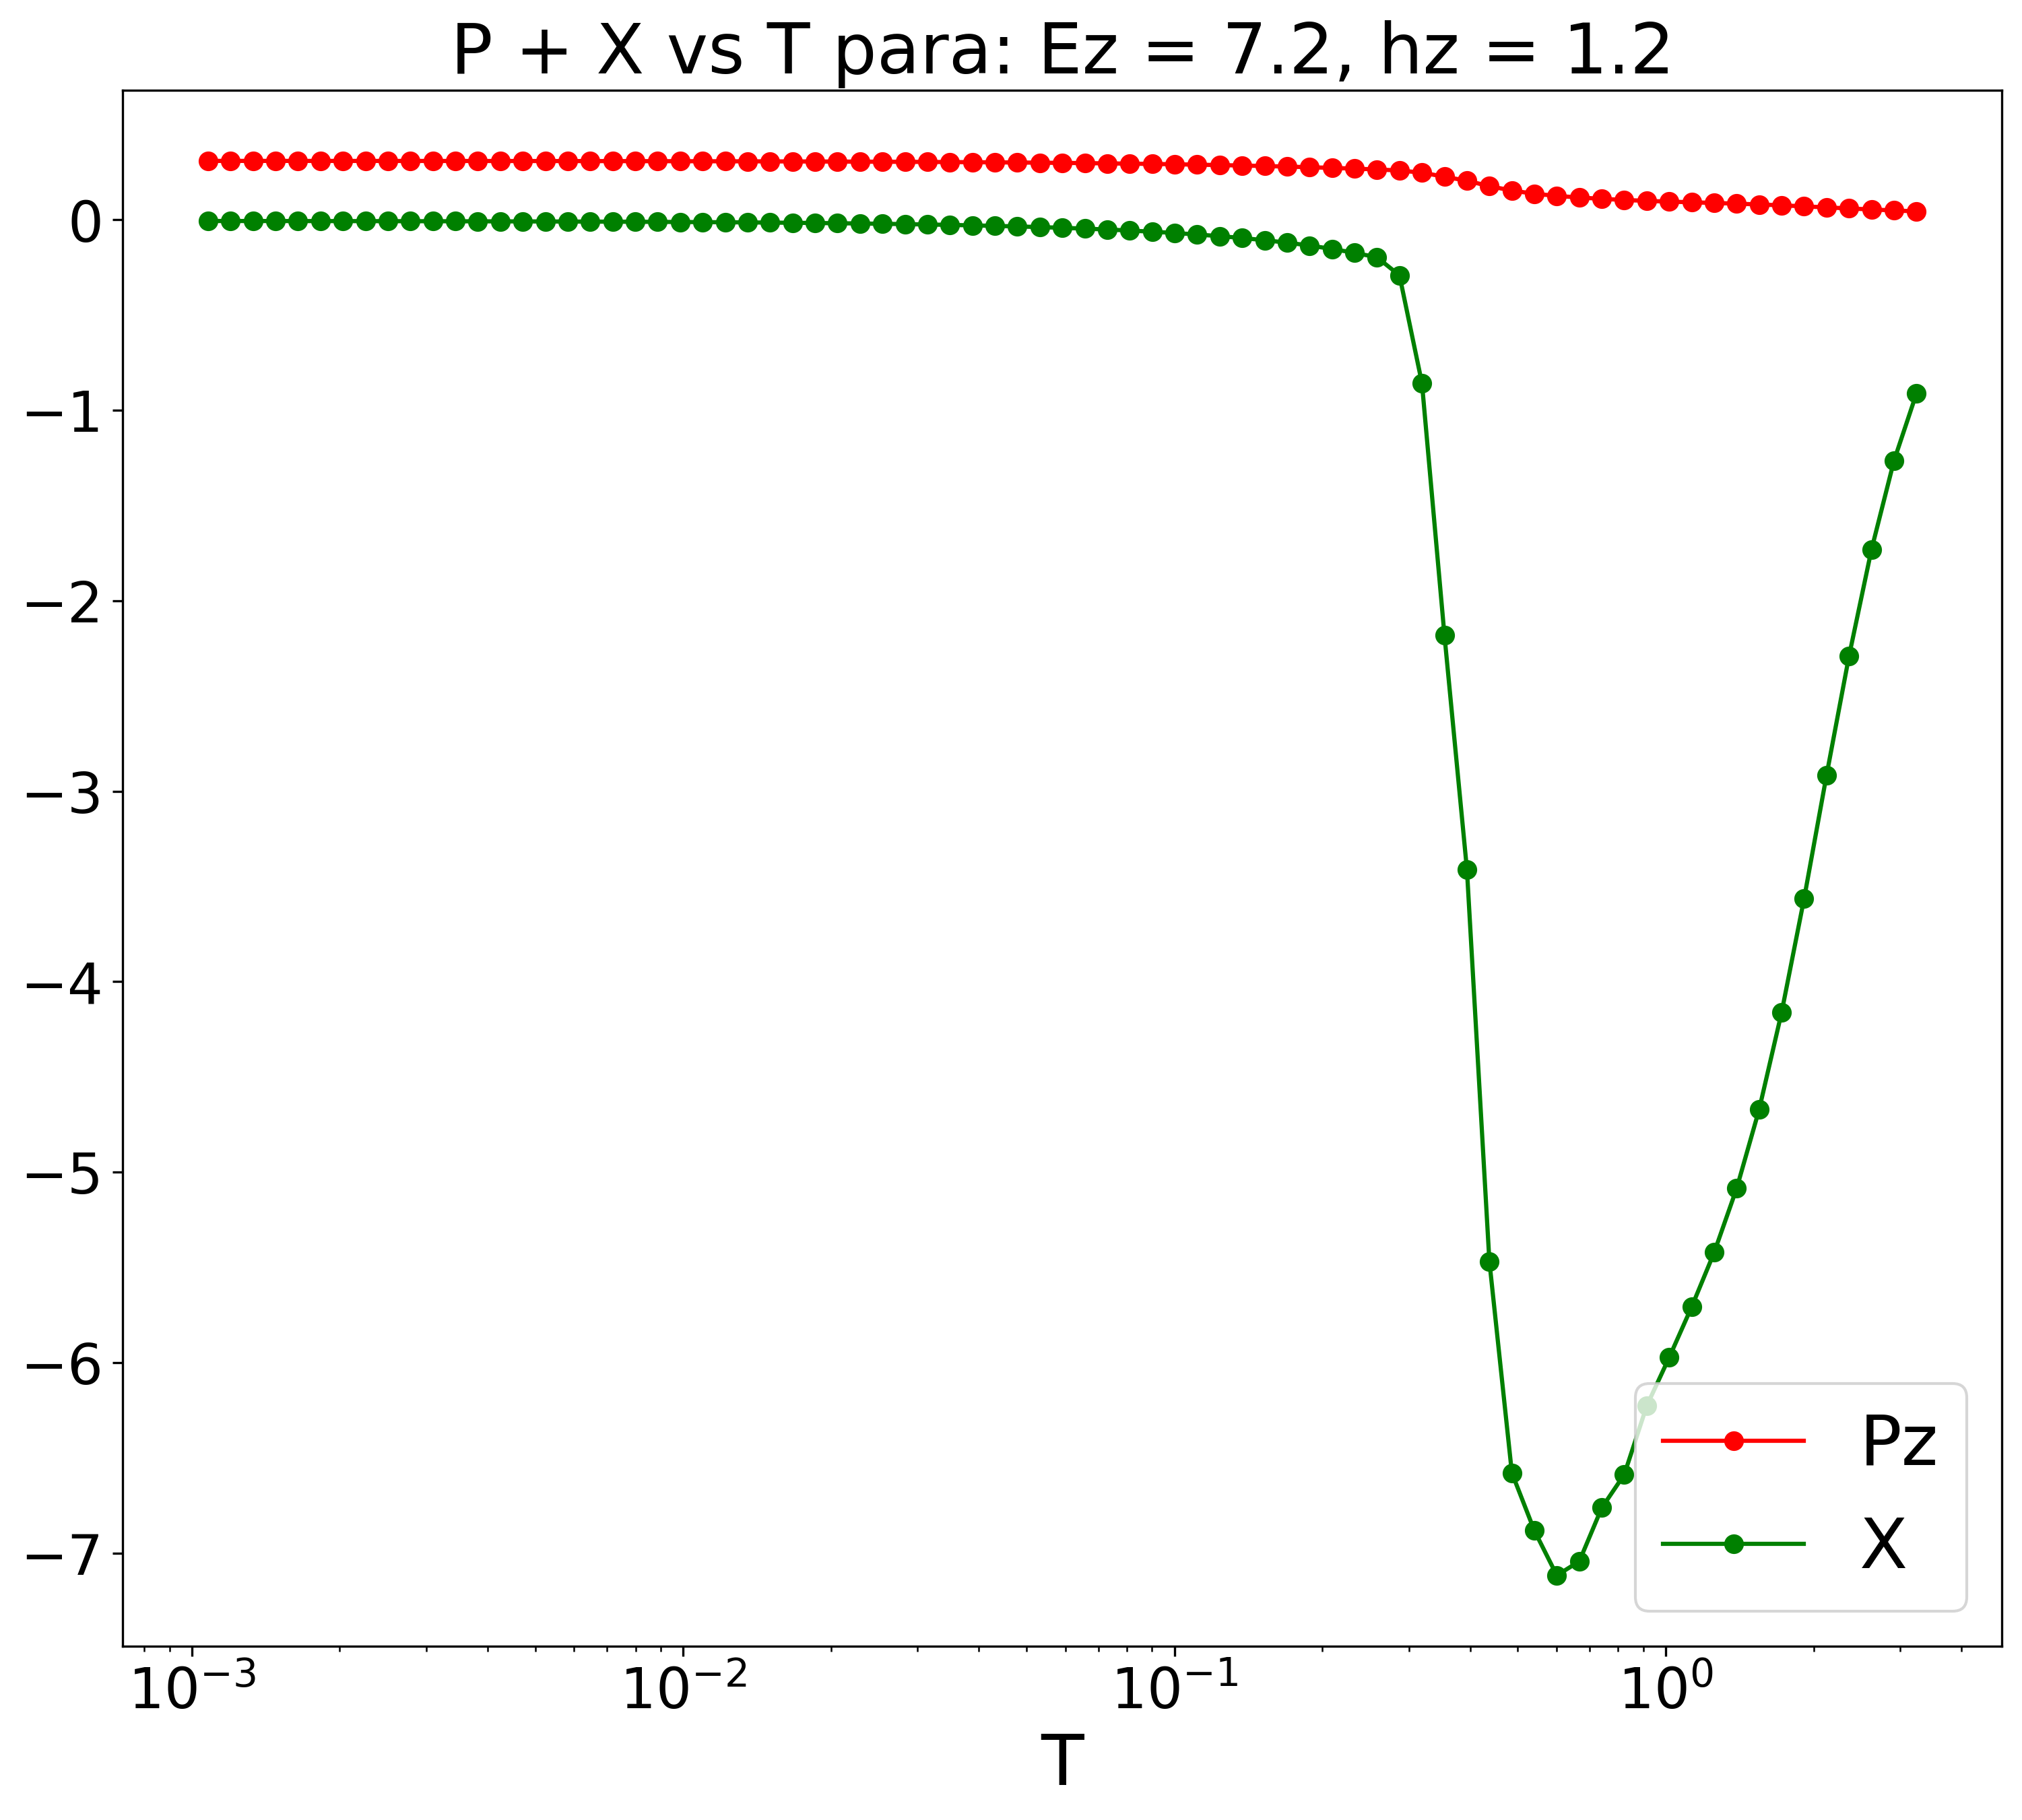 P + X vs T para: Ez = 7.2, hz = 1.2
0
−1
−2
−3
−4
−5
−6
−7
Pz
X
10⁻³ 10⁻² 10⁻¹ 10⁰
T